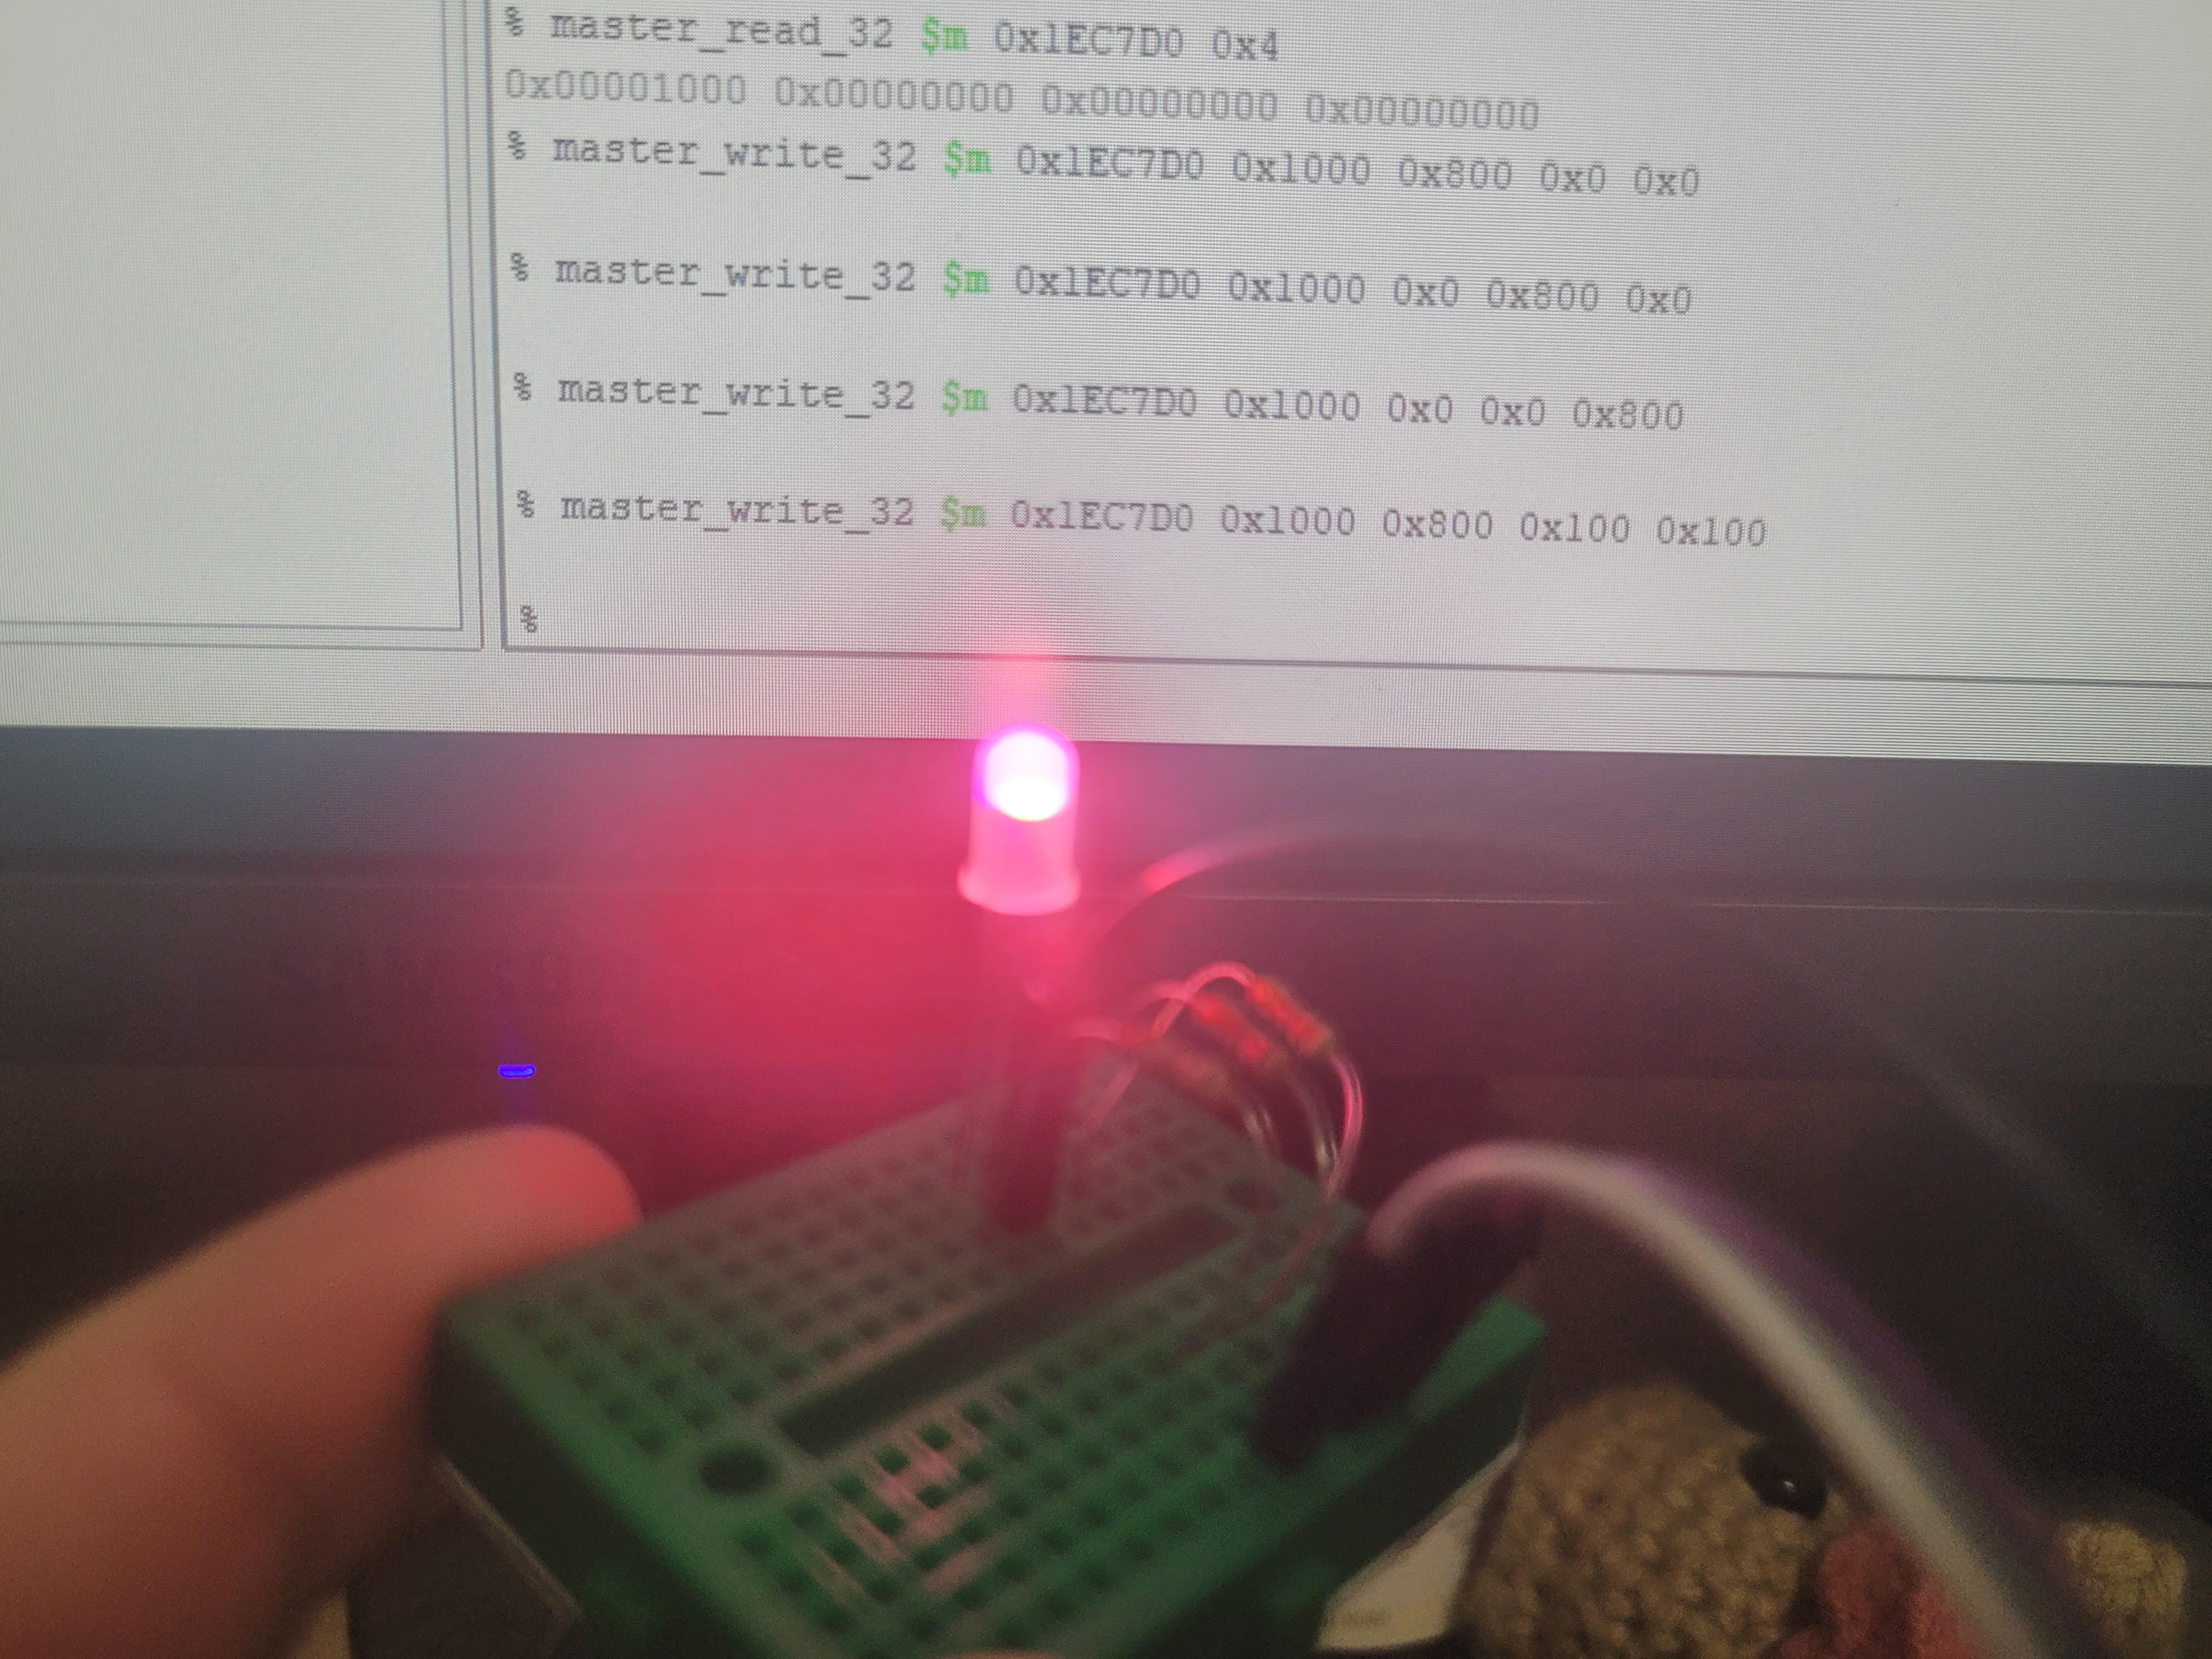 % master_read_32 $m 0x1EC7D0 0x4
0x00001000 0x00000000 0x00000000 0x00000000
% master_write_32 $m 0x1EC7D0 0x1000 0x800 0x0 0x0
% master_write_32 $m 0x1EC7D0 0x1000 0x0 0x800 0x0
% master_write_32 $m 0x1EC7D0 0x1000 0x0 0x0 0x800
% master_write_32 $m 0x1EC7D0 0x1000 0x800 0x100 0x100
%